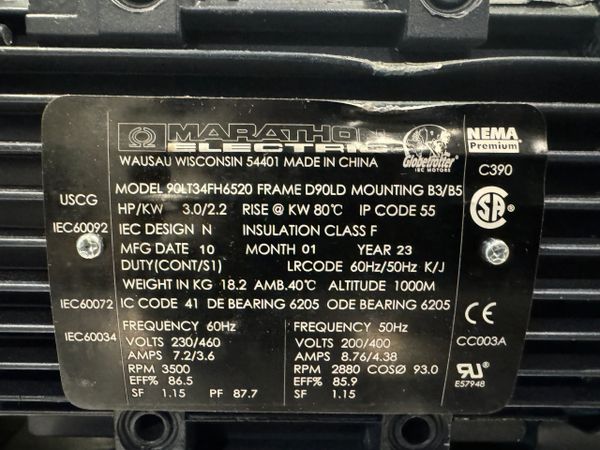 MARATHON
ELECTRIC
Globetrotter
IEC MOTORS
NEMA
Premium
WAUSAU WISCONSIN 54401 MADE IN CHINA
C390
MODEL 90LT34FH6520 FRAME D90LD MOUNTING B3/B5
USCG
HP/KW 3.0/2.2 RISE @ KW 80°C IP CODE 55
SA
IEC60092
IEC DESIGN N INSULATION CLASS F
MFG DATE 10 MONTH 01 YEAR 23
DUTY(CONT/S1) LRCODE 60Hz/50Hz K/J
WEIGHT IN KG 18.2 AMB.40°C ALTITUDE 1000M
IEC60072
IC CODE 41 DE BEARING 6205 ODE BEARING 6205
CE
IEC60034
FREQUENCY 60Hz
VOLTS 230/460
AMPS 7.2/3.6
RPM 3500
EFF% 86.5
SF 1.15 PF 87.7
FREQUENCY 50Hz
VOLTS 200/400
AMPS 8.76/4.38
RPM 2880 COSØ 93.0
EFF% 85.9
SF 1.15
CC003A
E57948